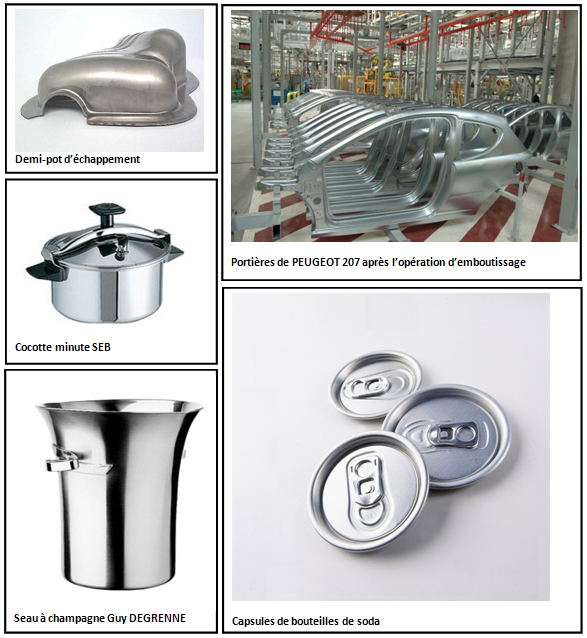 Demi-pot d'échappement
Portières de PEUGEOT 207 après l'opération d'emboutissage
Cocotte minute SEB
Seau à champagne Guy DEGRENNE
Capsules de bouteilles de soda